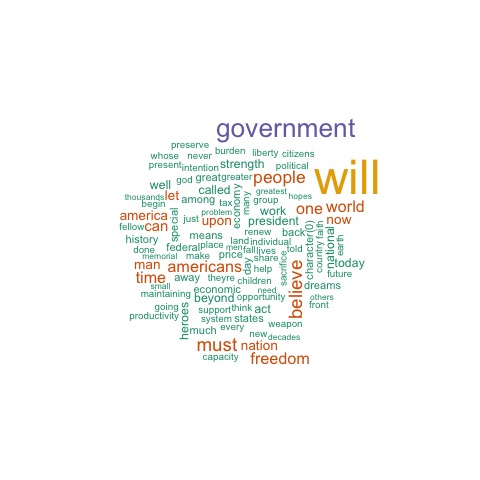 government
preserve
whose never burden liberty citizens
present intention strength political
will
god great greater people
well called greatest hopes
thousands let among tax economy many group
begin one world
america special just problem work now
fellow can upon president
history means renew back character(0) country faith national earth
done federal place men land individual
memorial make price fall lives told
man americans day share today
time away help sacrifice future
small economic children believe dreams
maintaining beyond opportunity need others
going heroes support think act front
productivity system states
much every weapon
must new decades
nation
capacity freedom